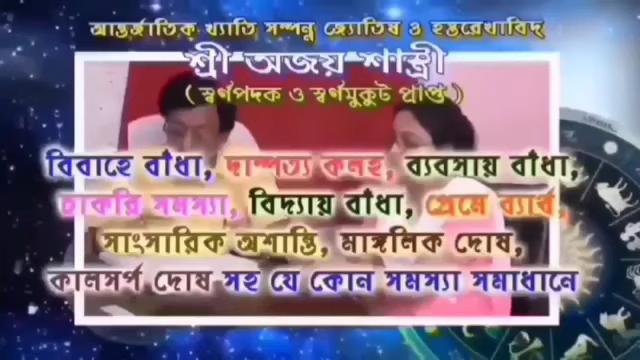 আন্তর্জাতিক খ্যাতি সম্পন্ন জ্যোতিষ ও হস্তরেখাবিদ্
শ্রী অজয় শাস্ত্রী
( স্বর্ণপদক ও স্বর্ণমুকুট প্রাপ্ত )
বিবাহে বাঁধা, দাম্পত্য কলহ, ব্যবসায় বাঁধা,
চাকরি সমস্যা, বিদ্যায় বাঁধা, প্রেমে ব্যার্থ,
সাংসারিক অশান্তি, মাঙ্গলিক দোষ,
কালসর্প দোষ সহ যে কোন সমস্যা সমাধানে